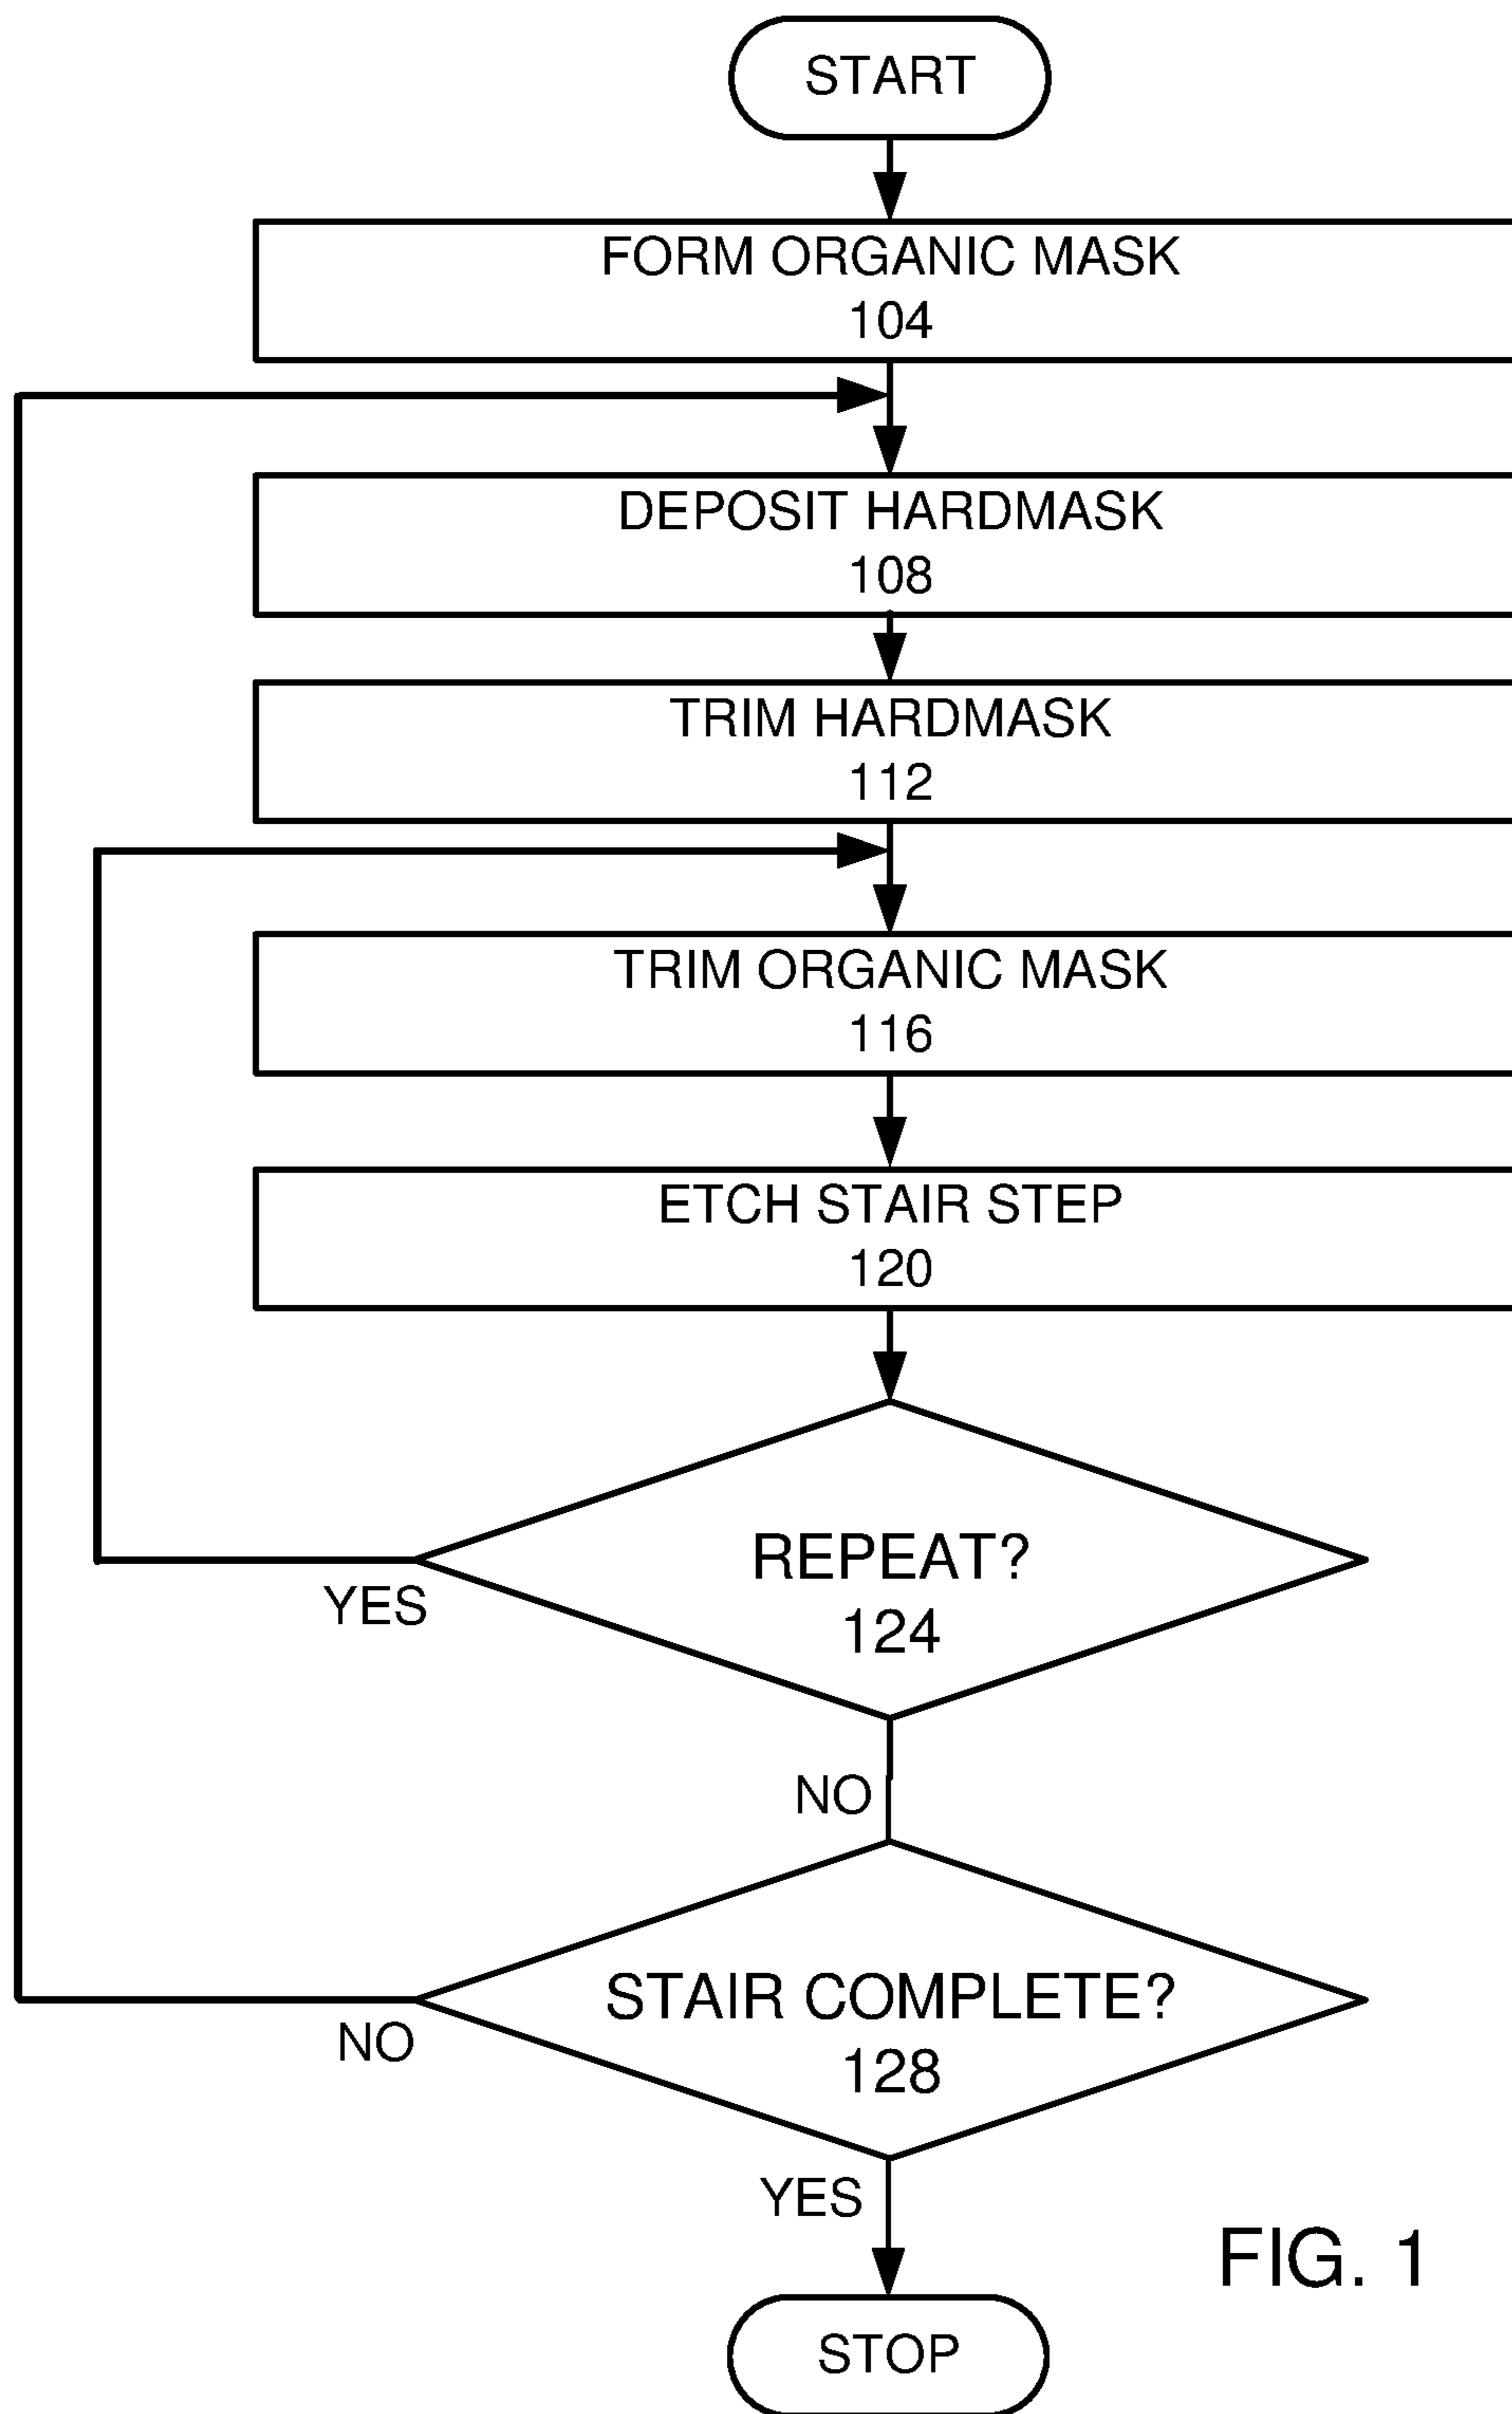 START
FORM ORGANIC MASK
104
DEPOSIT HARDMASK
108
TRIM HARDMASK
112
TRIM ORGANIC MASK
116
ETCH STAIR STEP
120
REPEAT?
124
YES
NO
STAIR COMPLETE?
128
NO
YES
FIG. 1
STOP